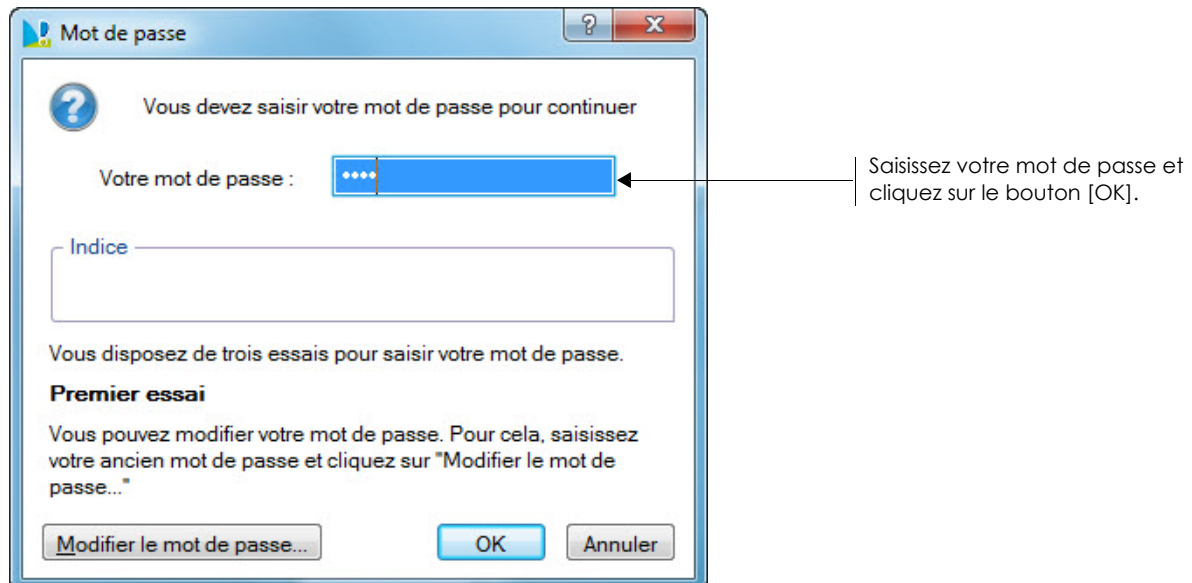 Mot de passe
Vous devez saisir votre mot de passe pour continuer
Votre mot de passe : ••••
Saisissez votre mot de passe et
cliquez sur le bouton [OK].
Indice
Vous disposez de trois essais pour saisir votre mot de passe.
Premier essai
Vous pouvez modifier votre mot de passe. Pour cela, saisissez
votre ancien mot de passe et cliquez sur "Modifier le mot de
passe..."
Modifier le mot de passe... OK Annuler